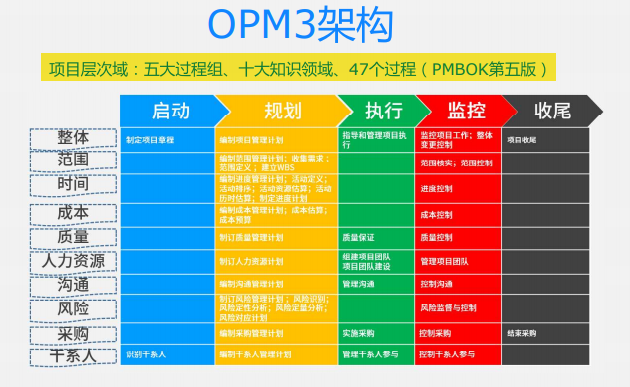 OPM3架构
项目层次域：五大过程组、十大知识领域、47个过程（PMBOK第五版）
启动 规划 执行 监控 收尾
整体 制定项目章程 编制项目管理计划 指导和管理项目执 监控项目工作；整体 项目收尾
行 变更控制
范围 编制范围管理计划；收集需求； 范围核实；范围控制
范围定义； 建立WBS
时间 编制进度管理计划；活动定义； 进度控制
活动排序；活动资源估算；活动
历时估算；制定进度计划
成本 编制成本管理计划；成本估算； 成本控制
成本预算
质量 制订质量管理计划 质量保证 质量控制
人力资源 制订人力资源计划 组建项目团队 管理项目团队
项目团队建设
沟通 编制沟通管理计划 管理沟通 控制沟通
风险 制订风险管理计划；风险识别； 风险监督与控制
风险定性分析；风险定量分析；
风险对应计划
采购 编制采购管理计划 实施采购 控制采购 结束采购
干系人 识别干系人 编制干系人管理计划 管理干系人参与 控制干系人参与